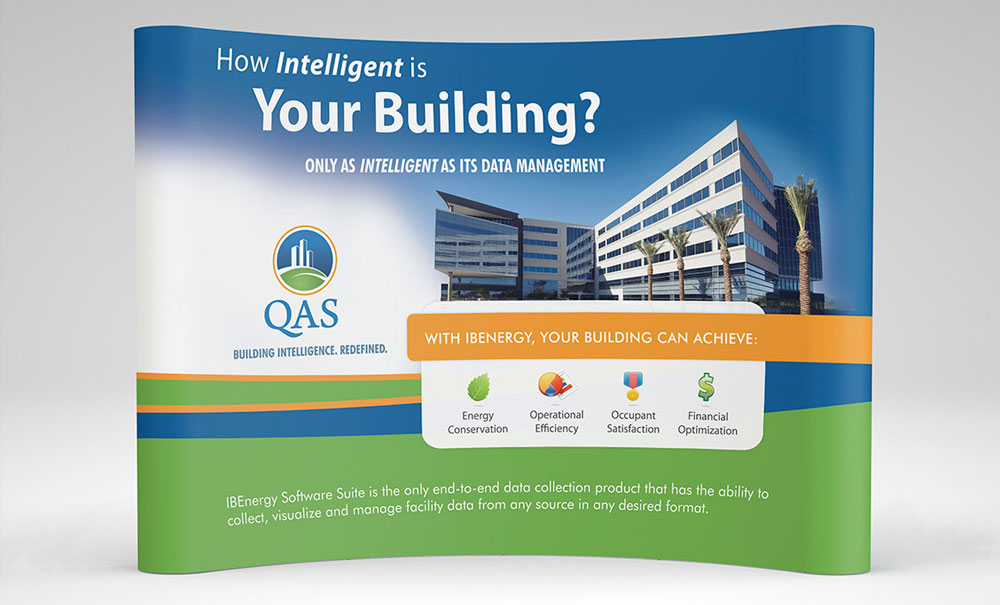 How Intelligent is
Your Building?
ONLY AS INTELLIGENT AS ITS DATA MANAGEMENT
QAS
BUILDING INTELLIGENCE. REDEFINED.
WITH IBENERGY, YOUR BUILDING CAN ACHIEVE:
Energy
Conservation
Operational
Efficiency
Occupant
Satisfaction
Financial
Optimization
IBEnergy Software Suite is the only end-to-end data collection product that has the ability to
collect, visualize and manage facility data from any source in any desired format.